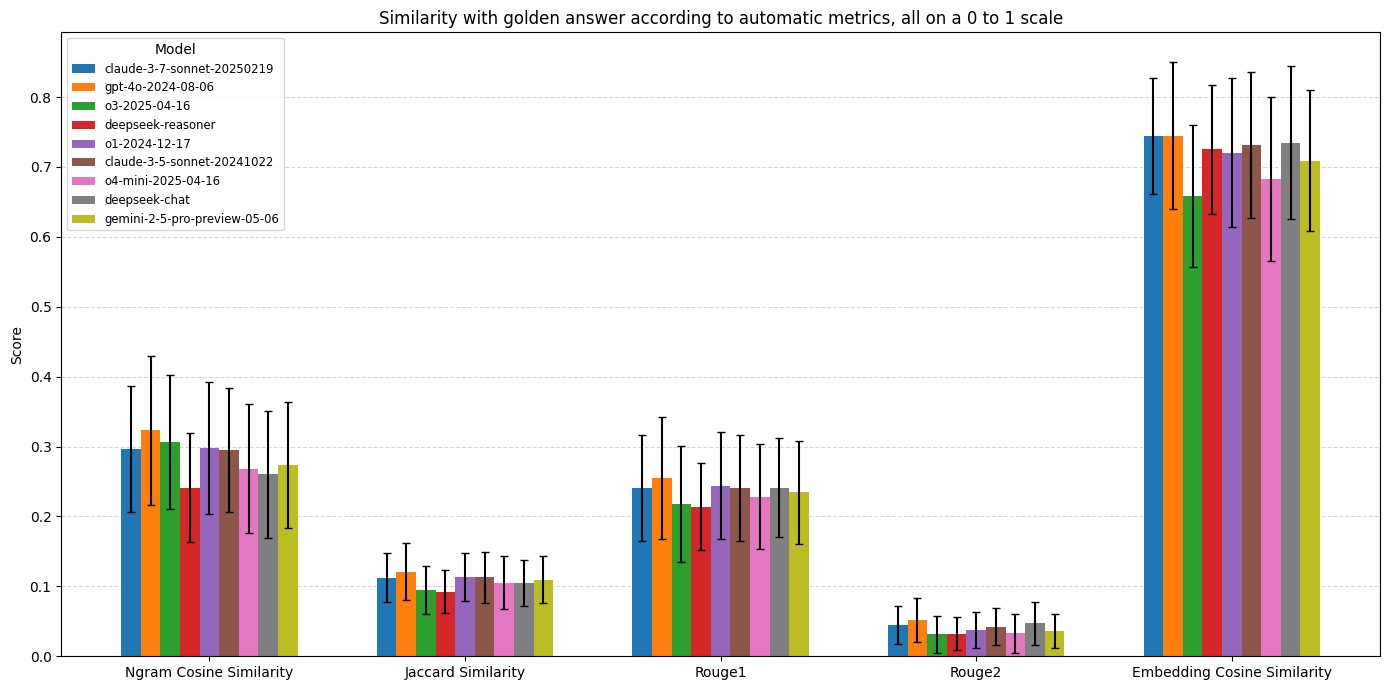 Similarity with golden answer according to automatic metrics, all on a 0 to 1 scale
Model
claude-3-7-sonnet-20250219
gpt-4o-2024-08-06
o3-2025-04-16
deepseek-reasoner
o1-2024-12-17
claude-3-5-sonnet-20241022
o4-mini-2025-04-16
deepseek-chat
gemini-2-5-pro-preview-05-06
Score
0.8
0.7
0.6
0.5
0.4
0.3
0.2
0.1
0.0
Ngram Cosine Similarity
Jaccard Similarity
Rouge1
Rouge2
Embedding Cosine Similarity